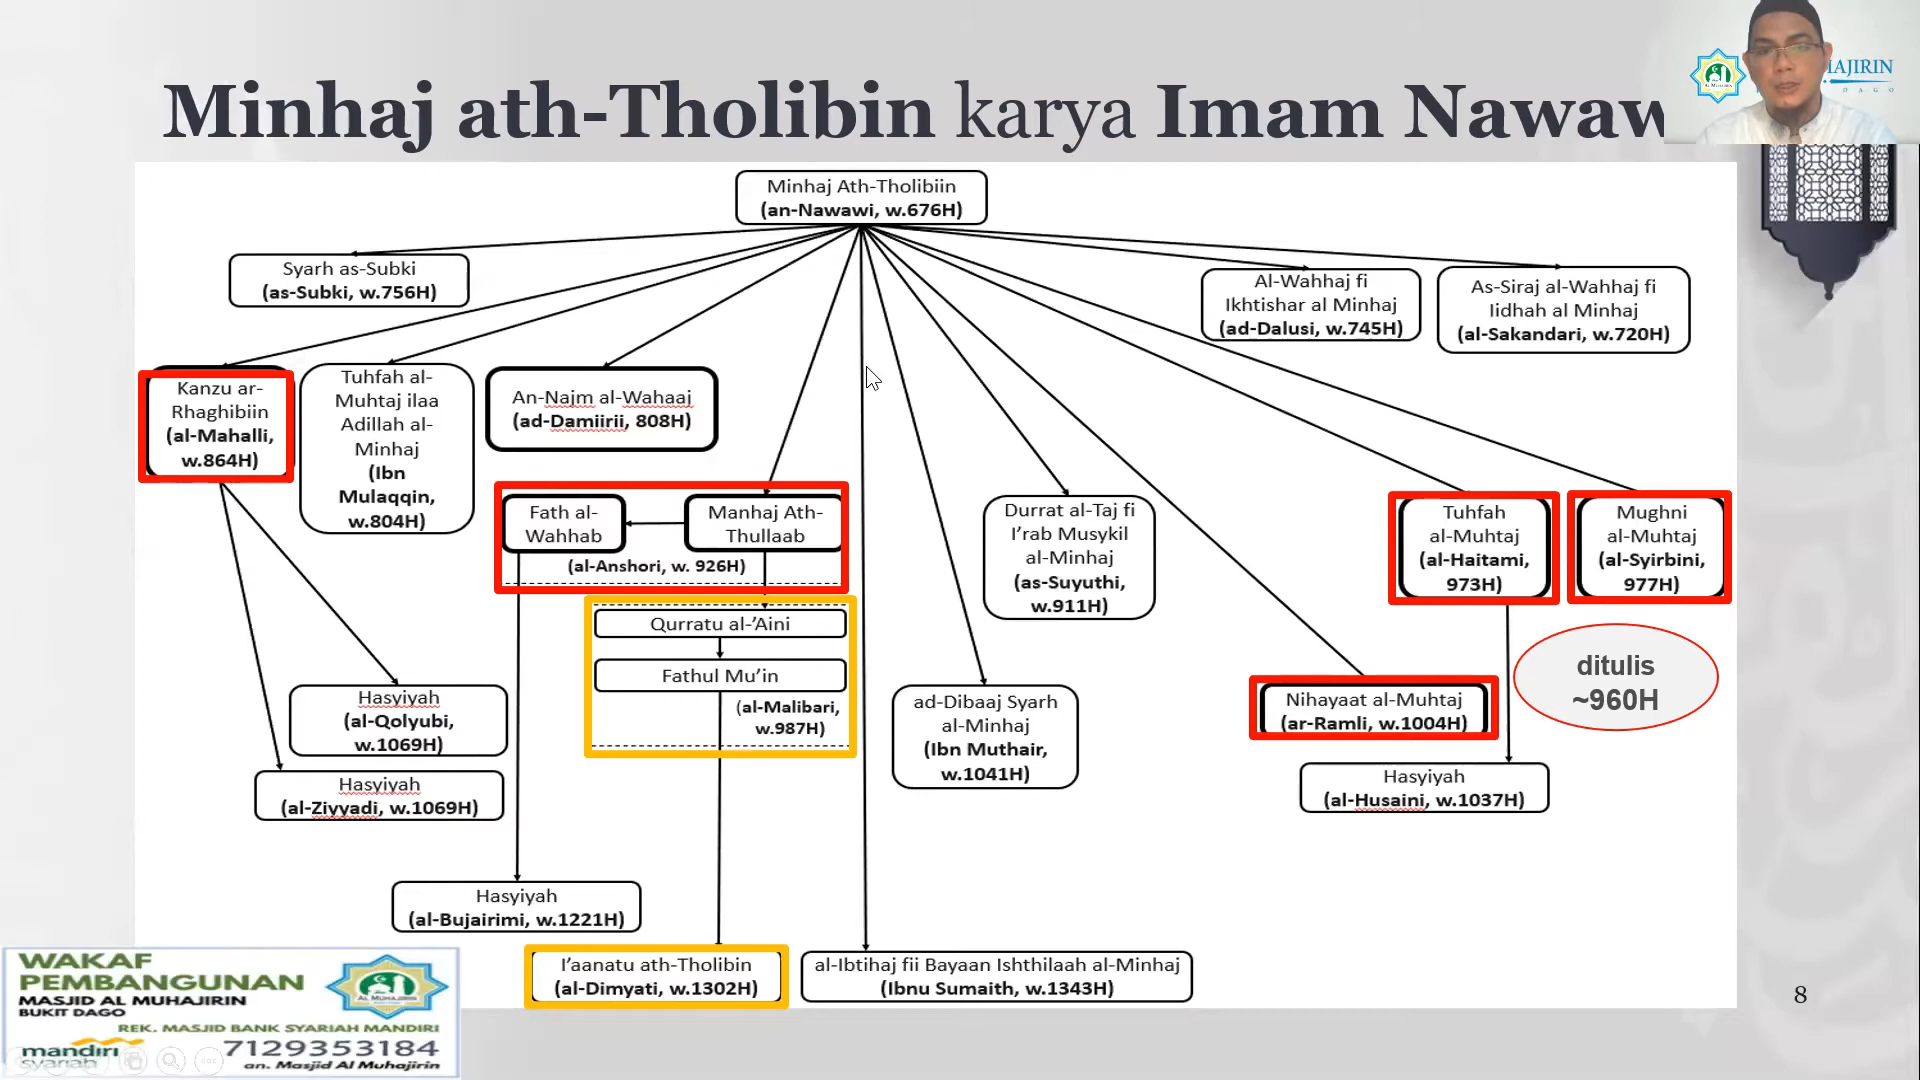 Minhaj ath-Tholibin karya Imam Nawaw
AJIRIN
DAGO
Minhaj Ath-Tholibiin
(an-Nawawi, w.676H)
Syarh as-Subki
(as-Subki, w.756H)
Al-Wahhaj fi
Ikhtishar al Minhaj
(ad-Dalusi, w.745H)
As-Siraj al-Wahhaj fi
Iidhah al Minhaj
(al-Sakandari, w.720H)
Kanzu ar-
Rhaghibiin
(al-Mahalli,
w.864H)
Tuhfah al-
Muhtaj ilaa
Adillah al-
Minhaj
(Ibn
Mulaqqin,
w.804H)
An-Najm al-Wahaaj
(ad-Damiirii, 808H)
Fath al-
Wahhab
Manhaj Ath-
Thullaab
(al-Anshori, w. 926H)
Durrat al-Taj fi
I’rab Musykil
al-Minhaj
(as-Suyuthi,
w.911H)
Tuhfah
al-Muhtaj
(al-Haitami,
973H)
Mughni
al-Muhtaj
(al-Syirbini,
977H)
Qurratu al-’Aini
Fathul Mu’in
(al-Malibari,
w.987H)
ad-Dibaaj Syarh
al-Minhaj
(Ibn Muthair,
w.1041H)
Nihayaat al-Muhtaj
(ar-Ramli, w.1004H)
ditulis
~960H
Hasyiyah
(al-Qolyubi,
w.1069H)
Hasyiyah
(al-Ziyyadi, w.1069H)
Hasyiyah
(al-Husaini, w.1037H)
Hasyiyah
(al-Bujairimi, w.1221H)
I’aanatu ath-Tholibin
(al-Dimyati, w.1302H)
al-Ibtihaj fii Bayaan Ishthilaah al-Minhaj
(Ibnu Sumaith, w.1343H)
8
WAKAF
PEMBANGUNAN
MASJID AL MUHAJIRIN
BUKIT DAGO
AL MUHAJIRIN
REK. MASJID BANK SYARIAH MANDIRI
mandiri
syariah
7129353184
an. Masjid Al Muhajirin